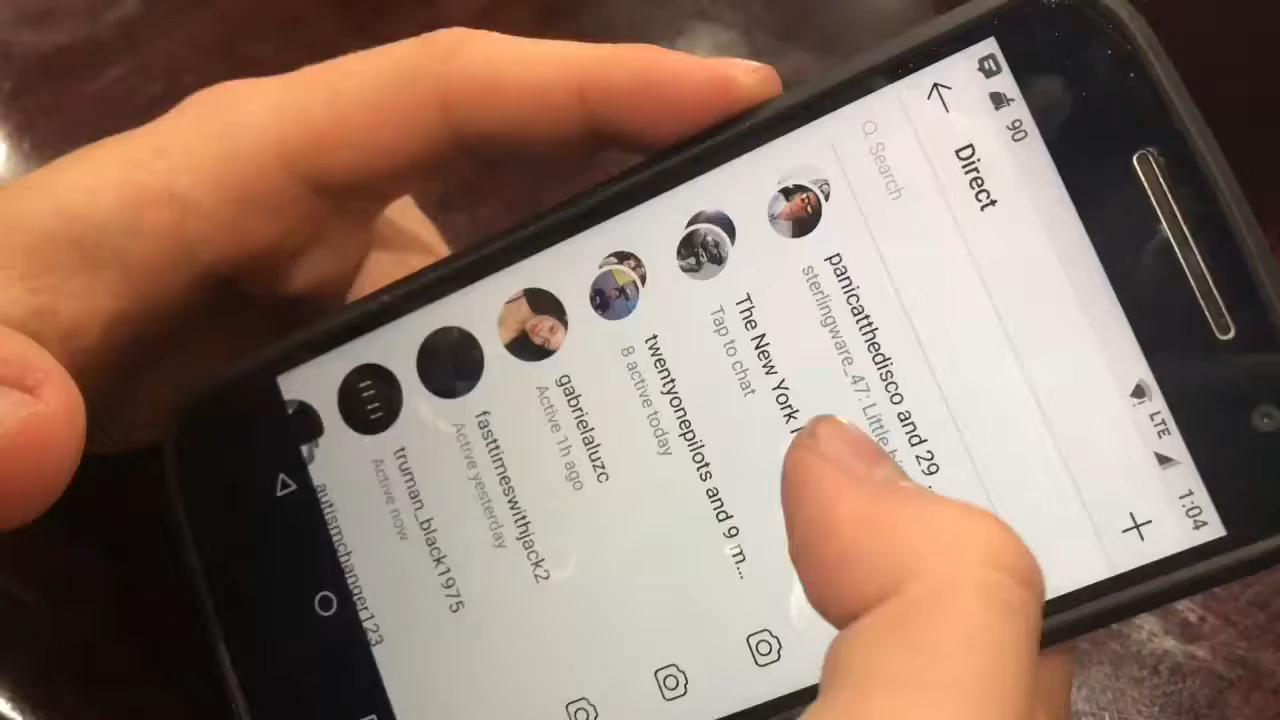 90
LTE
1:04
Direct
Search
panicatthedisco and 29 ...
sterlingware_47: Little
The New York
Tap to chat
twentyonepilots and 9 m...
8 active today
gabrielaluzc
Active 1h ago
fasttimeswithjack2
Active yesterday
truman_black1975
Active now
autismchanger123